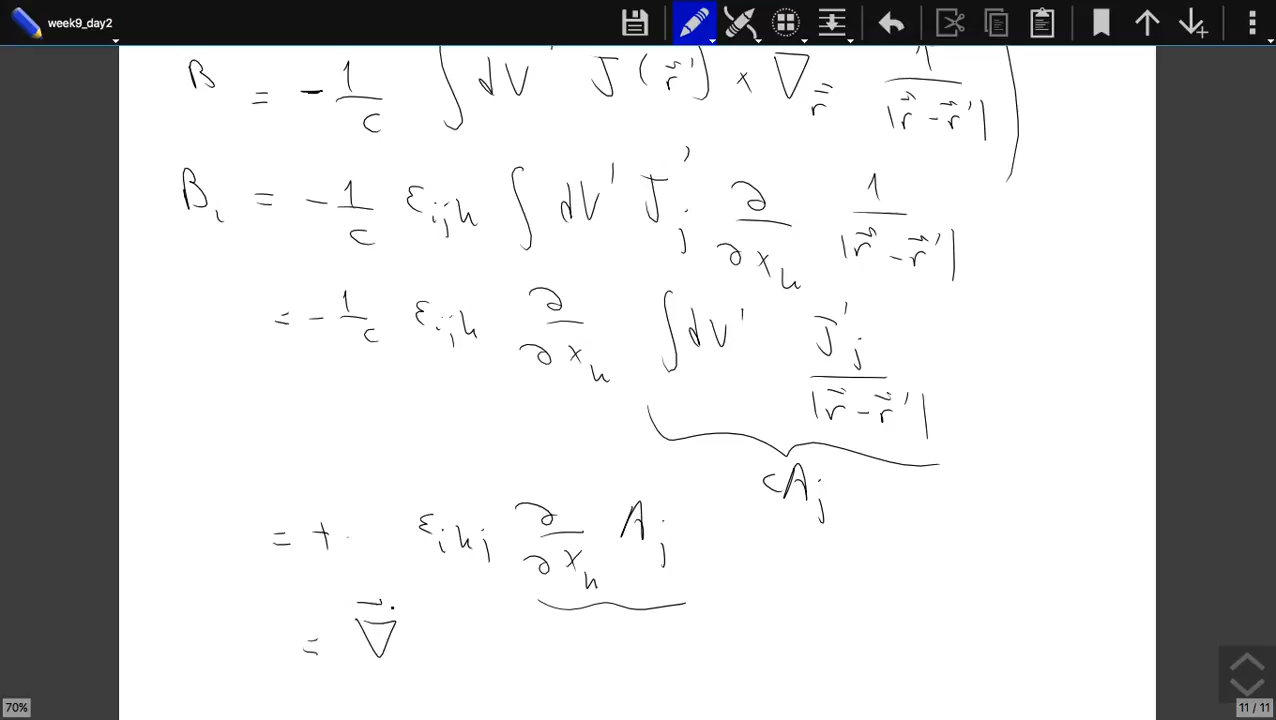 week9_day2
B = - 1/c ∫ dV' J(r⃗') × ∇_r⃗ 1/|r⃗ - r⃗'|
B_i = - 1/c ε_ijk ∫ dV' J'_j ∂/∂x_k 1/|r⃗ - r⃗'|
= - 1/c ε_ijk ∂/∂x_k ∫ dV' J'_j/|r⃗ - r⃗'|
cA_j
= + ε_ikj ∂/∂x_k A_j
= ∇⃗
70%
11 / 11